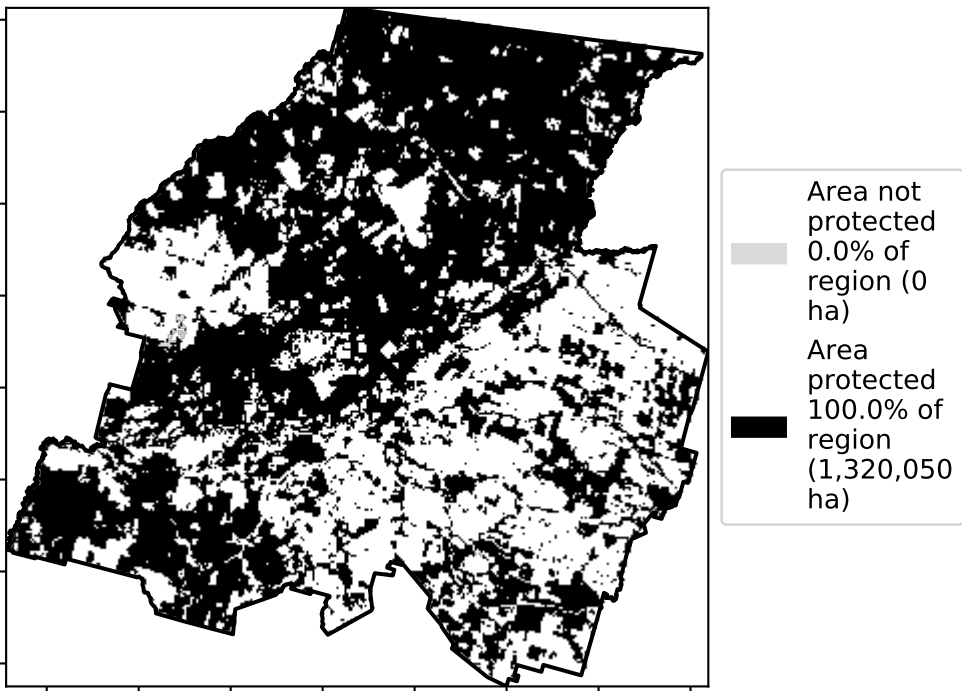 Area not
protected
0.0% of
region (0
ha)
Area
protected
100.0% of
region
(1,320,050
ha)